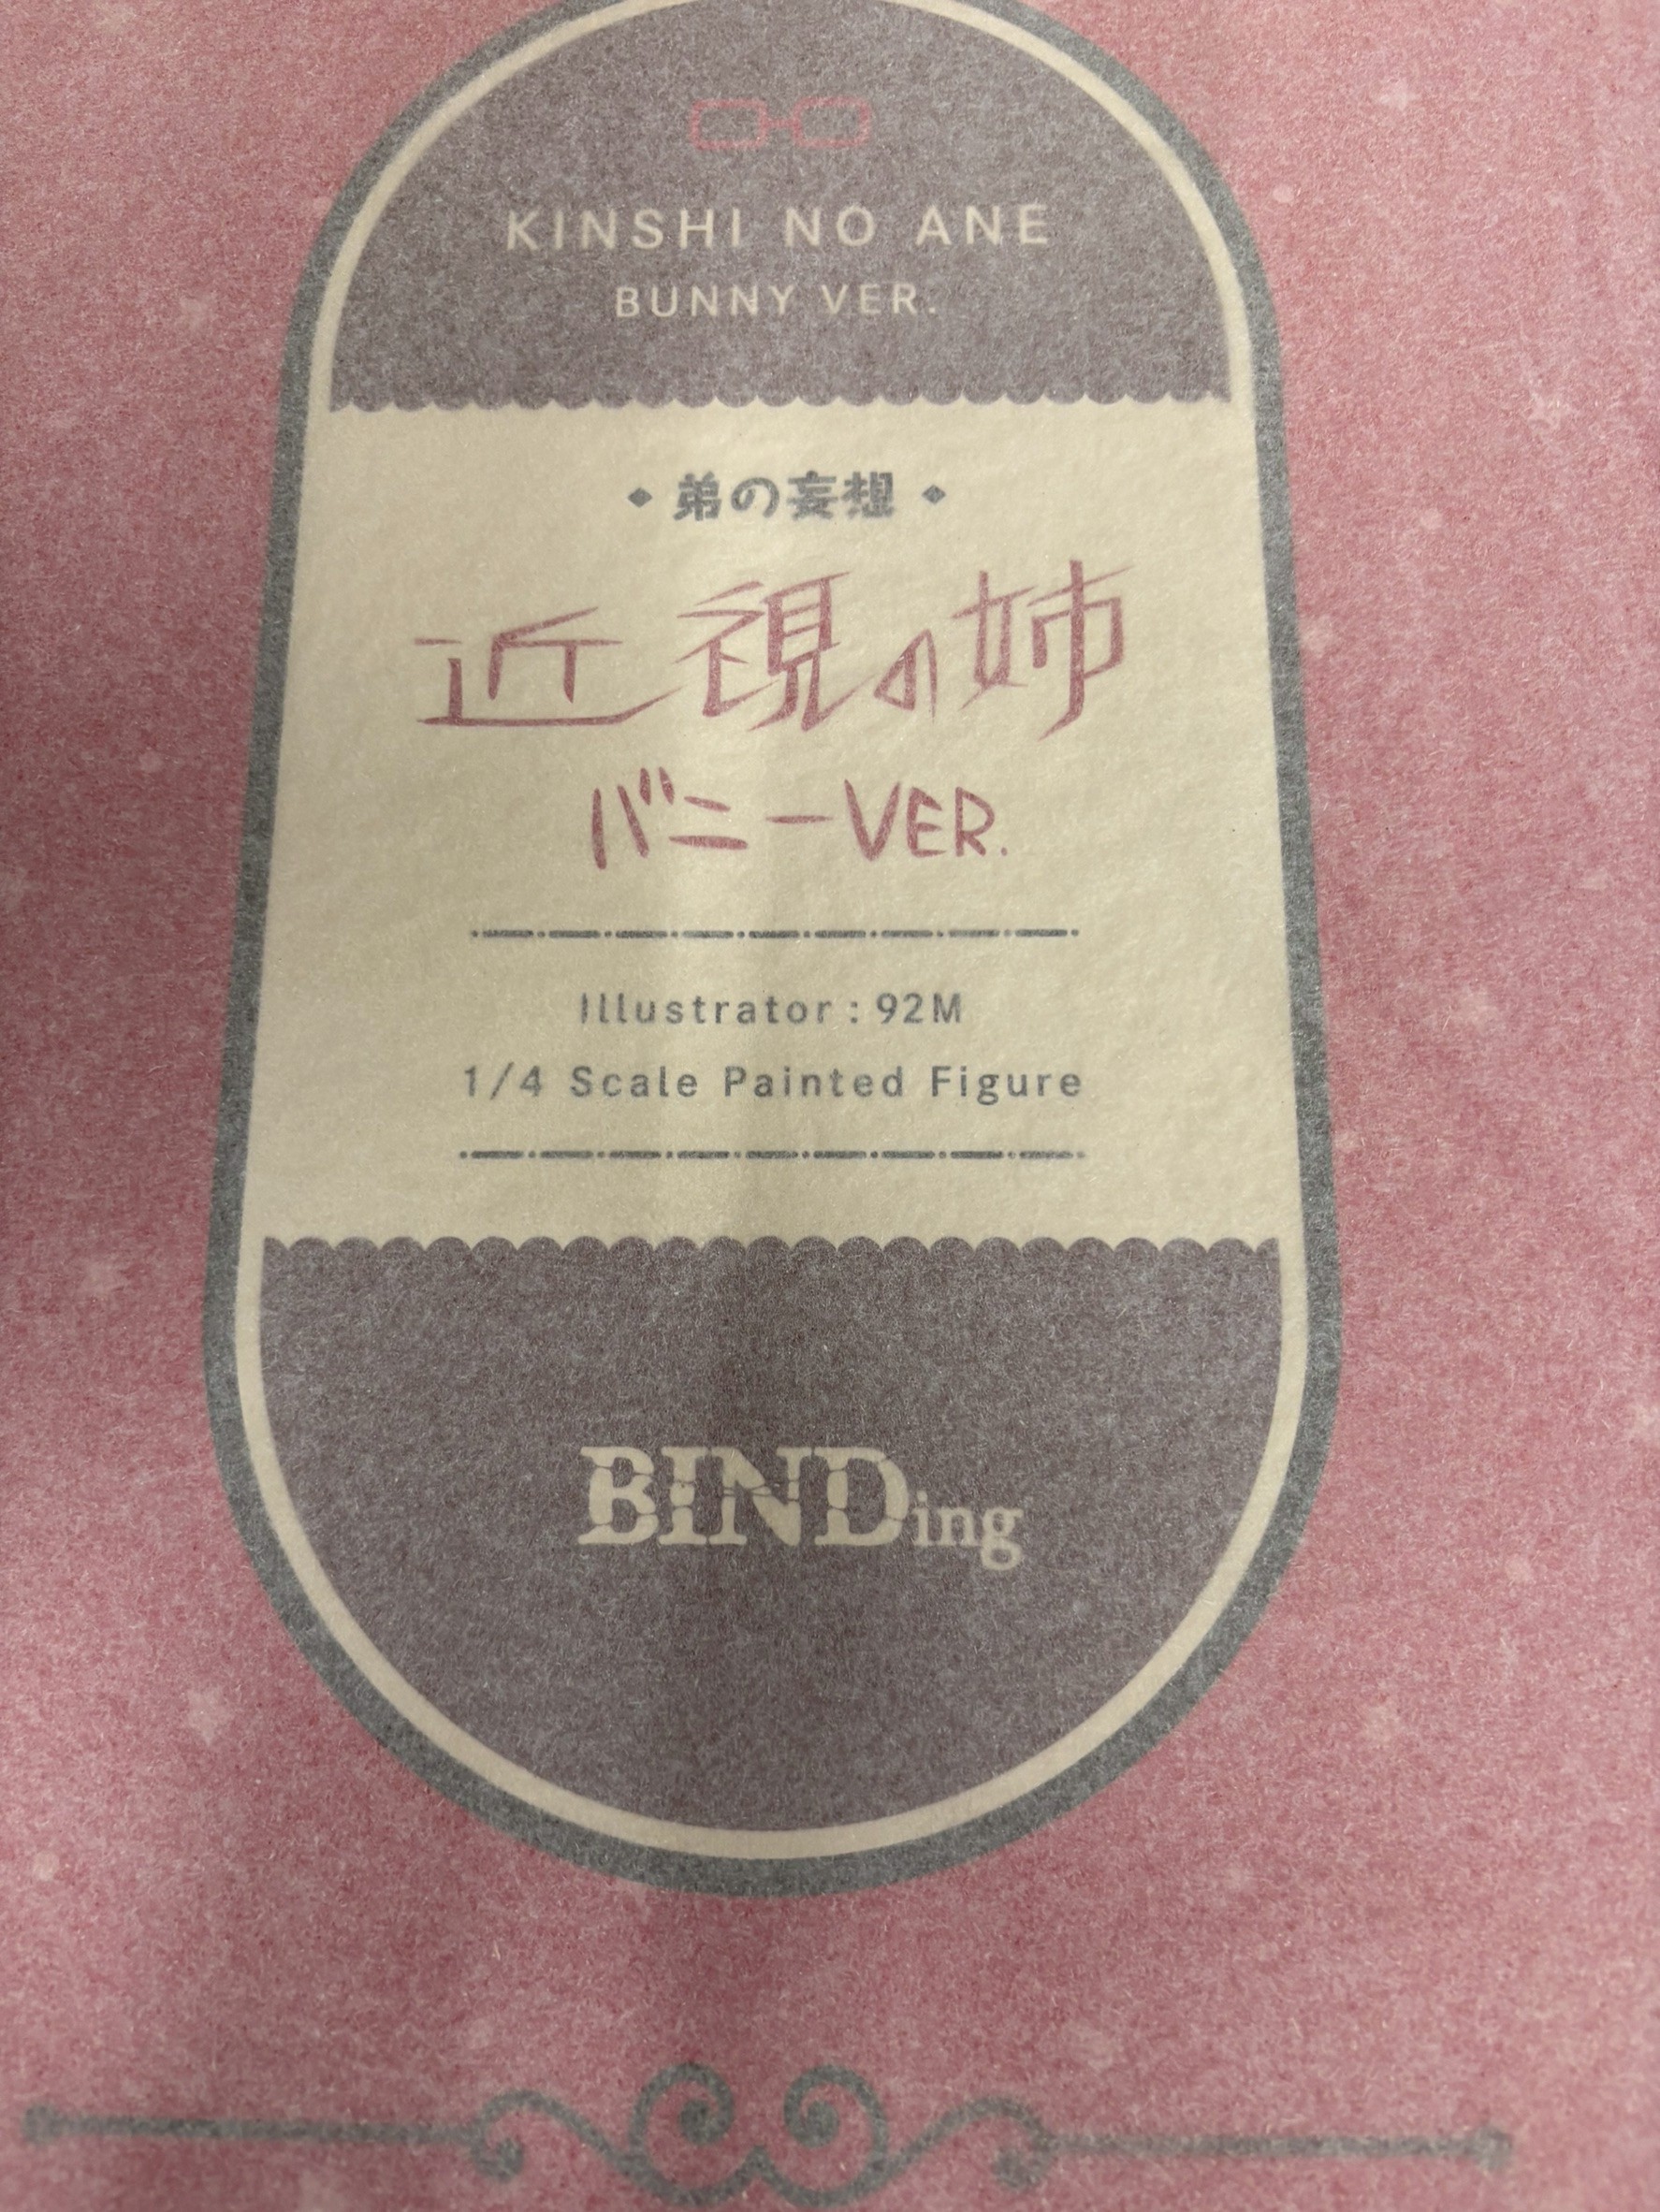 KINSHI NO ANE
BUNNY VER.
弟の妄想
近視の姉
バニーVER.
Illustrator : 92M
1/4 Scale Painted Figure
BINDing